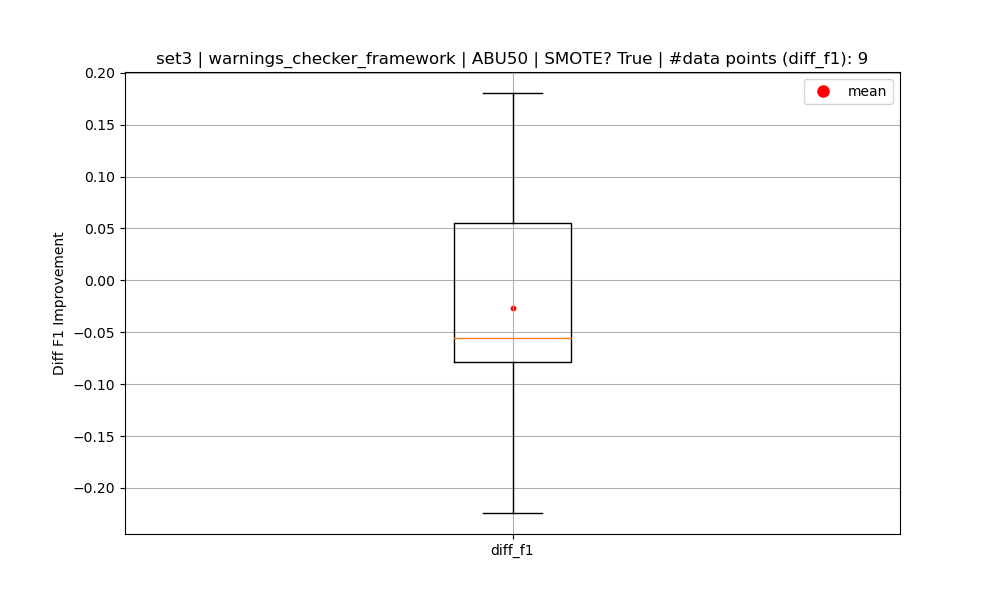 set3 | warnings_checker_framework | ABU50 | SMOTE? True | #data points (diff_f1): 9
mean
0.20
0.15
0.10
0.05
0.00
−0.05
−0.10
−0.15
−0.20
Diff F1 Improvement
diff_f1